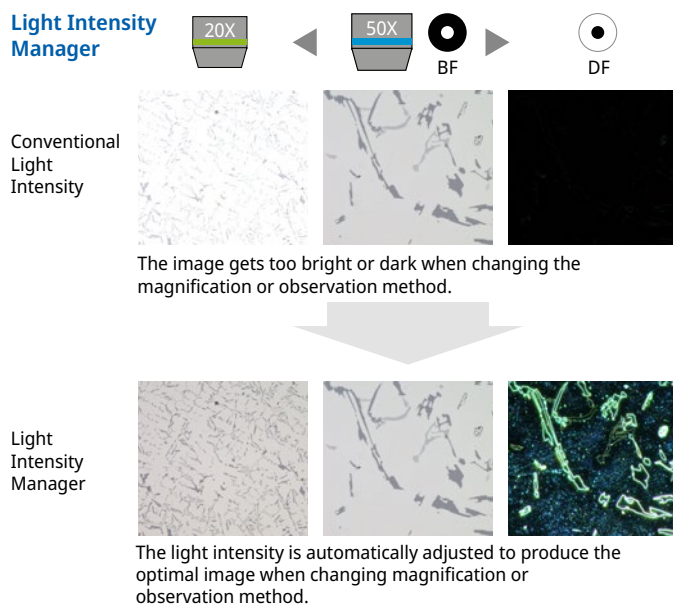 Light Intensity
Manager
20X
50X
BF
DF
Conventional
Light
Intensity
The image gets too bright or dark when changing the
magnification or observation method.
Light
Intensity
Manager
The light intensity is automatically adjusted to produce the
optimal image when changing magnification or
observation method.